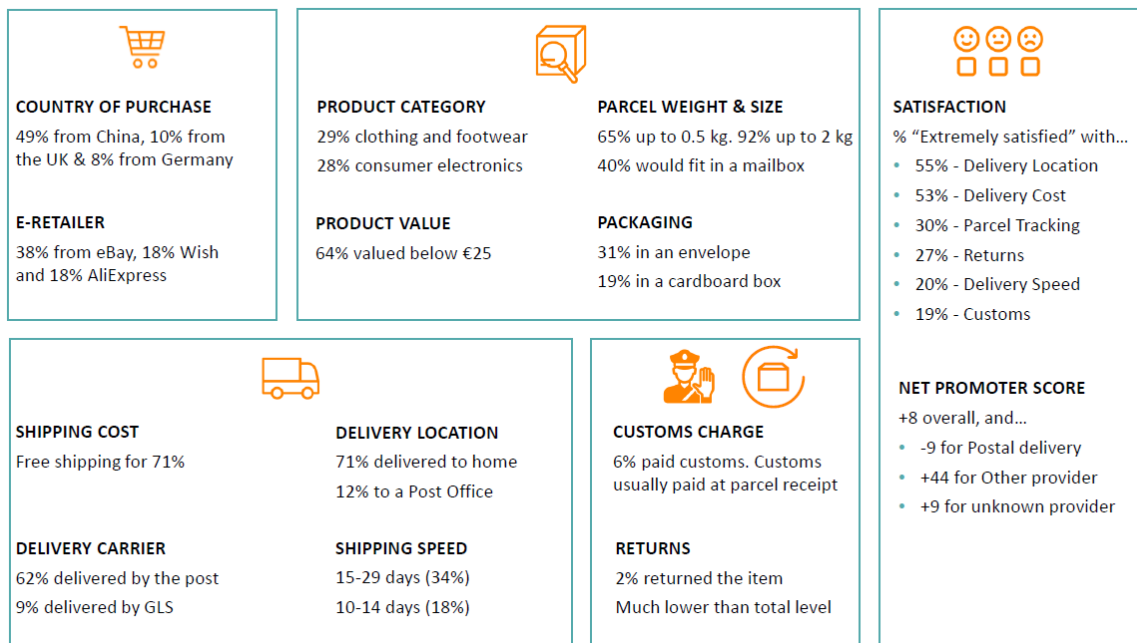 COUNTRY OF PURCHASE
49% from China, 10% from
the UK & 8% from Germany
E-RETAILER
38% from eBay, 18% Wish
and 18% AliExpress
PRODUCT CATEGORY
29% clothing and footwear
28% consumer electronics
PRODUCT VALUE
64% valued below €25
PARCEL WEIGHT & SIZE
65% up to 0.5 kg. 92% up to 2 kg
40% would fit in a mailbox
PACKAGING
31% in an envelope
19% in a cardboard box
SATISFACTION
% “Extremely satisfied” with…
• 55% - Delivery Location
• 53% - Delivery Cost
• 30% - Parcel Tracking
• 27% - Returns
• 20% - Delivery Speed
• 19% - Customs
NET PROMOTER SCORE
+8 overall, and…
• -9 for Postal delivery
• +44 for Other provider
• +9 for unknown provider
SHIPPING COST
Free shipping for 71%
DELIVERY CARRIER
62% delivered by the post
9% delivered by GLS
DELIVERY LOCATION
71% delivered to home
12% to a Post Office
SHIPPING SPEED
15-29 days (34%)
10-14 days (18%)
CUSTOMS CHARGE
6% paid customs. Customs
usually paid at parcel receipt
RETURNS
2% returned the item
Much lower than total level